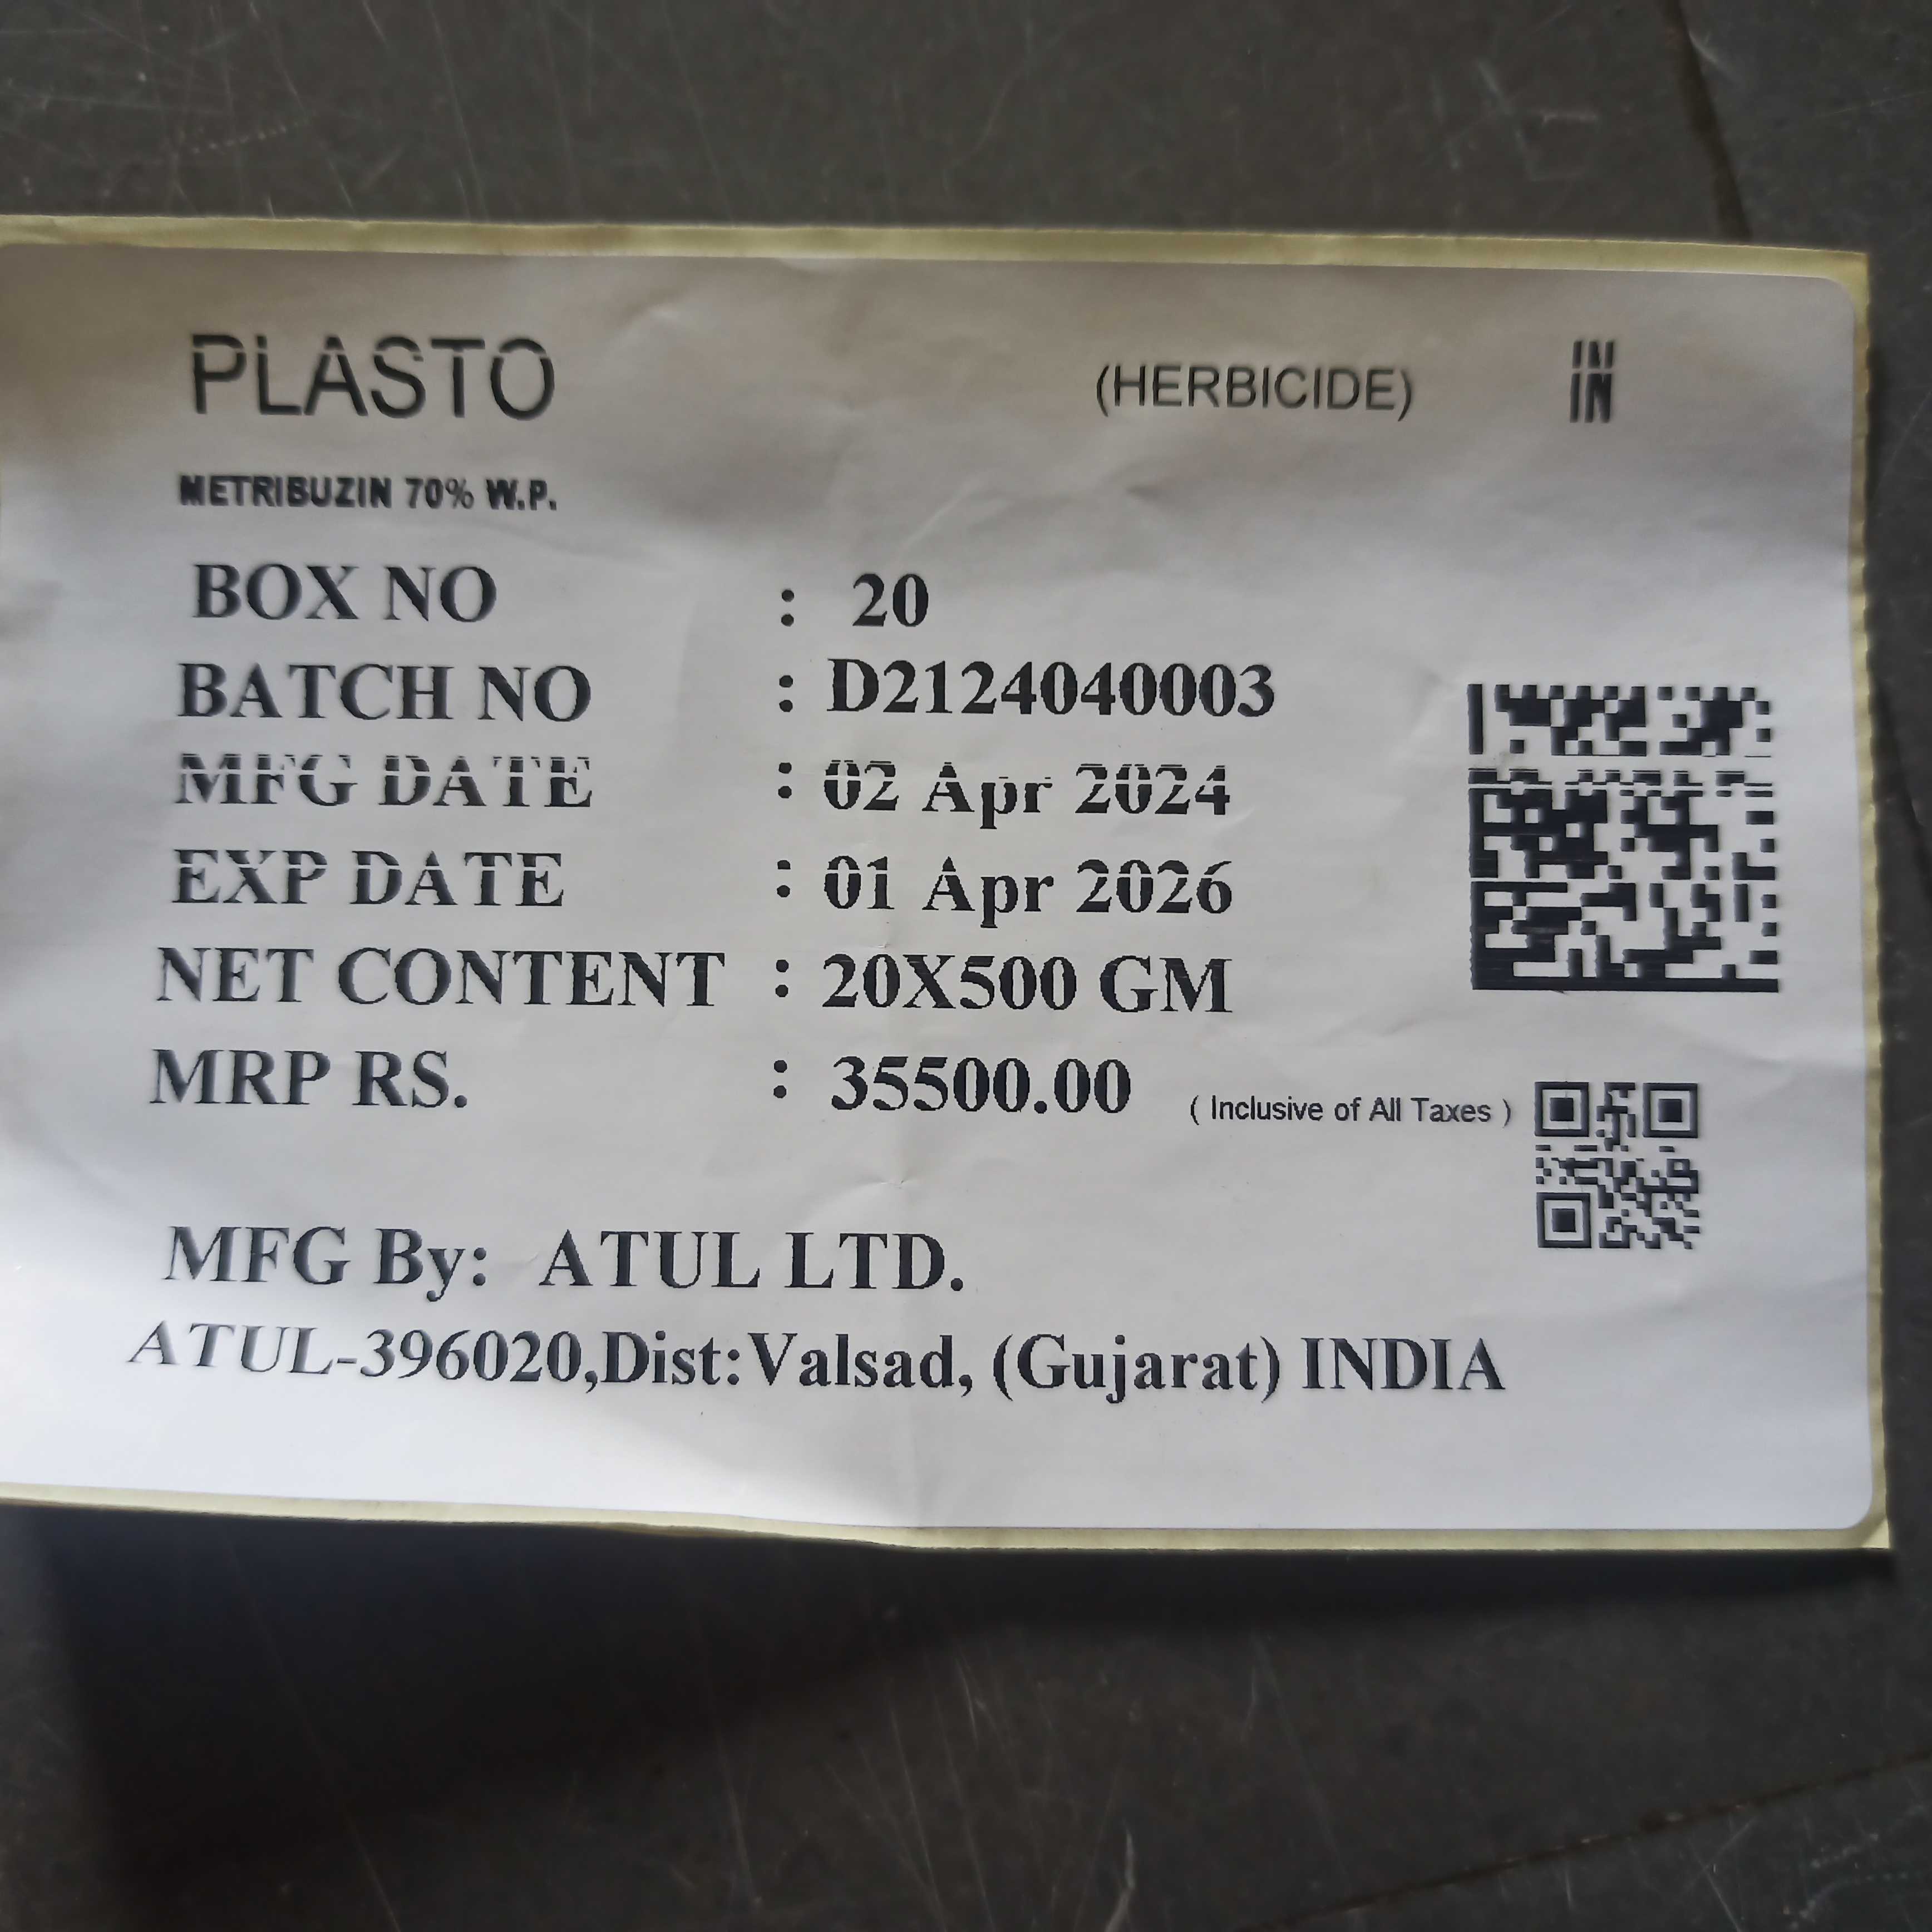 PLASTO (HERBICIDE) IN
IN
METRIBUZIN 70% W.P.
BOX NO : 20
BATCH NO : D2124040003
MFG DATE : 02 Apr 2024
EXP DATE : 01 Apr 2026
NET CONTENT : 20X500 GM
MRP RS. : 35500.00 ( Inclusive of All Taxes )
MFG By: ATUL LTD.
ATUL-396020,Dist:Valsad, (Gujarat) INDIA